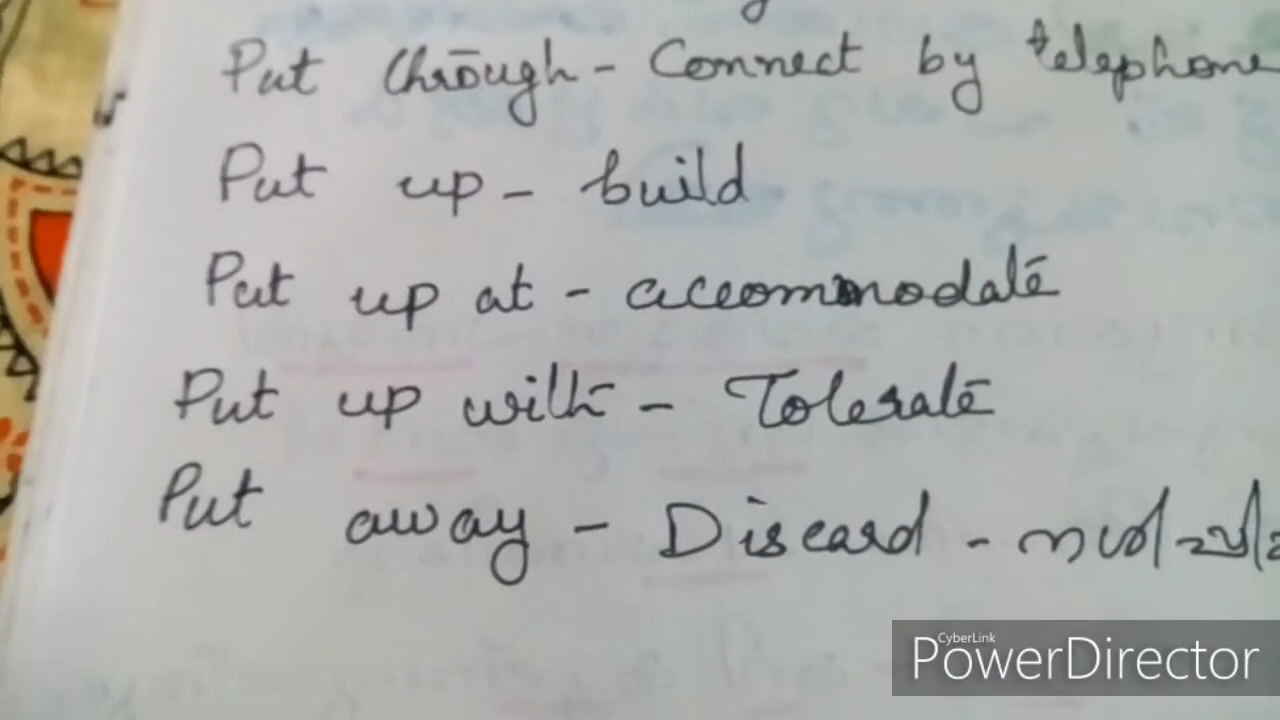 Put through - Connect by telephone
Put up - build
Put up at - accommodate
Put up with - Tolerate
Put away - Discard -
CyberLink
PowerDirector